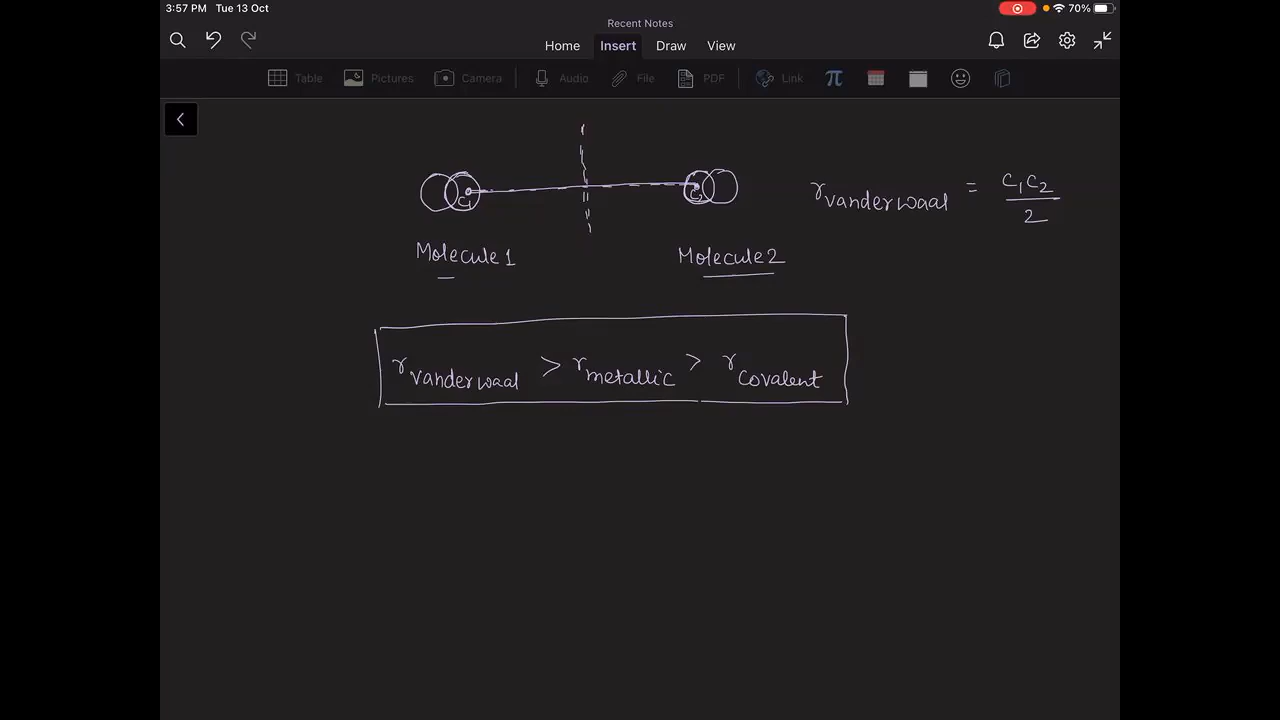 3:57 PM Tue 13 Oct
70%
Recent Notes
Home Insert Draw View
Table Pictures Camera Audio File PDF Link π
C1 C2
r vanderwaal = C1C2 / 2
Molecule 1 Molecule 2
r vanderwaal > r metallic > r covalent